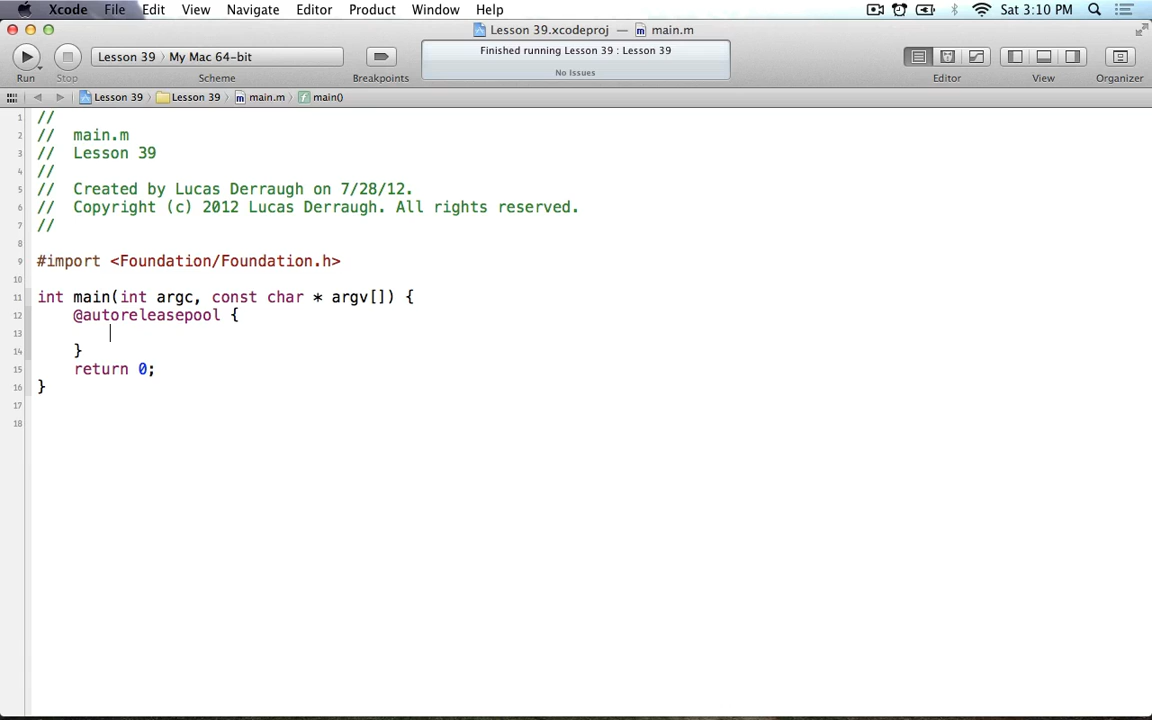 Xcode File Edit View Navigate Editor Product Window Help Sat 3:10 PM
Lesson 39.xcodeproj — main.m
Lesson 39 〉 My Mac 64-bit
Finished running Lesson 39 : Lesson 39
No Issues
Run Stop Scheme Breakpoints Editor View Organizer
Lesson 39 〉 Lesson 39 〉 main.m 〉 main()
1 //
2 //  main.m
3 //  Lesson 39
4 //
5 //  Created by Lucas Derraugh on 7/28/12.
6 //  Copyright (c) 2012 Lucas Derraugh. All rights reserved.
7 //
8
9 #import <Foundation/Foundation.h>
10
11 int main(int argc, const char * argv[]) {
12     @autoreleasepool {
13
14     }
15     return 0;
16 }
17
18